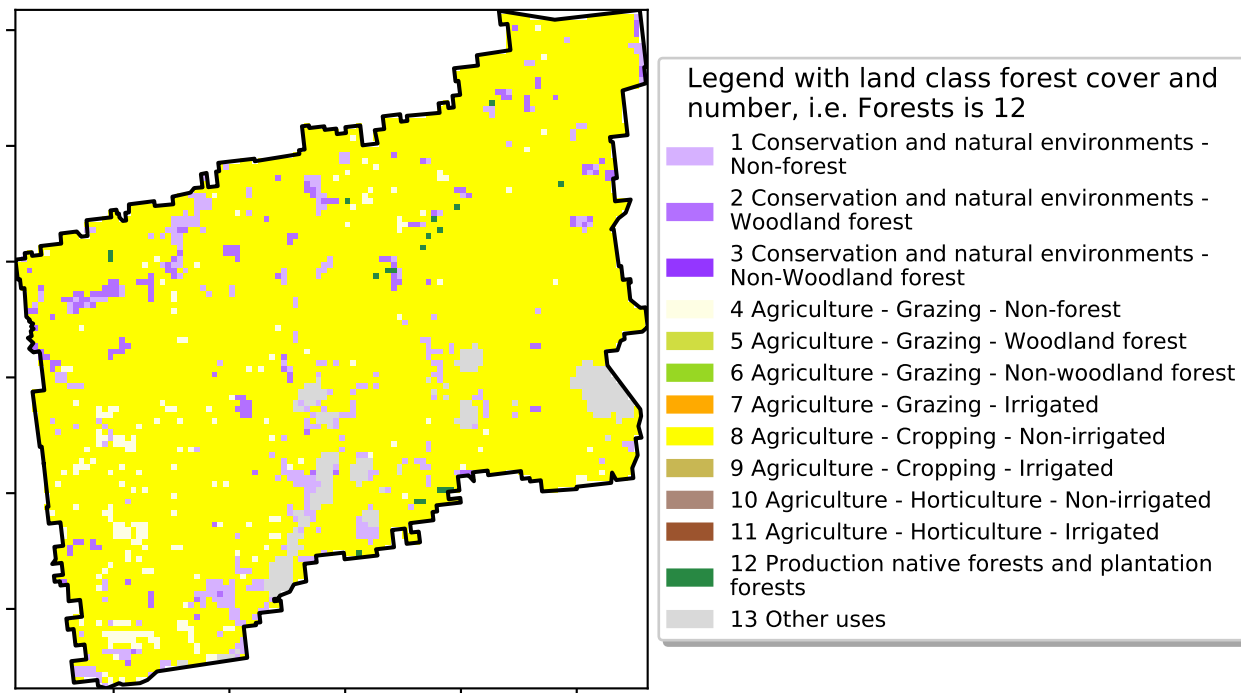 Legend with land class forest cover and
number, i.e. Forests is 12
1 Conservation and natural environments -
Non-forest
2 Conservation and natural environments -
Woodland forest
3 Conservation and natural environments -
Non-Woodland forest
4 Agriculture - Grazing - Non-forest
5 Agriculture - Grazing - Woodland forest
6 Agriculture - Grazing - Non-woodland forest
7 Agriculture - Grazing - Irrigated
8 Agriculture - Cropping - Non-irrigated
9 Agriculture - Cropping - Irrigated
10 Agriculture - Horticulture - Non-irrigated
11 Agriculture - Horticulture - Irrigated
12 Production native forests and plantation
forests
13 Other uses